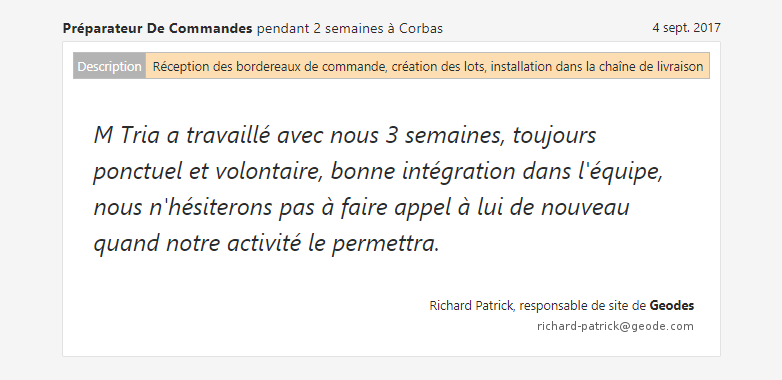 Préparateur De Commandes pendant 2 semaines à Corbas
4 sept. 2017
Description Réception des bordereaux de commande, création des lots, installation dans la chaîne de livraison
M Tria a travaillé avec nous 3 semaines, toujours
ponctuel et volontaire, bonne intégration dans l'équipe,
nous n'hésiterons pas à faire appel à lui de nouveau
quand notre activité le permettra.
Richard Patrick, responsable de site de Geodes
richard-patrick@geode.com